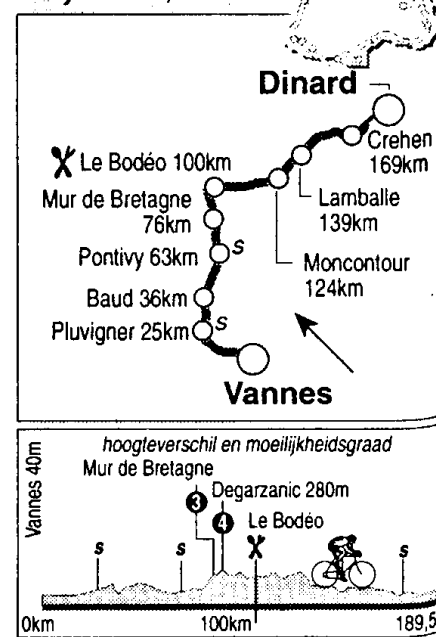 Dinard
Crehen
169km
Le Bodéo 100km
Mur de Bretagne
76km
Lamballe
139km
Pontivy 63km
S
Moncontour
124km
Baud 36km
Pluvigner 25km
S
Vannes
hoogteverschil en moeilijkheidsgraad
Vannes 40m
Mur de Bretagne
3
Degarzanic 280m
4
Le Bodéo
S
S
S
0km
100km
189,5